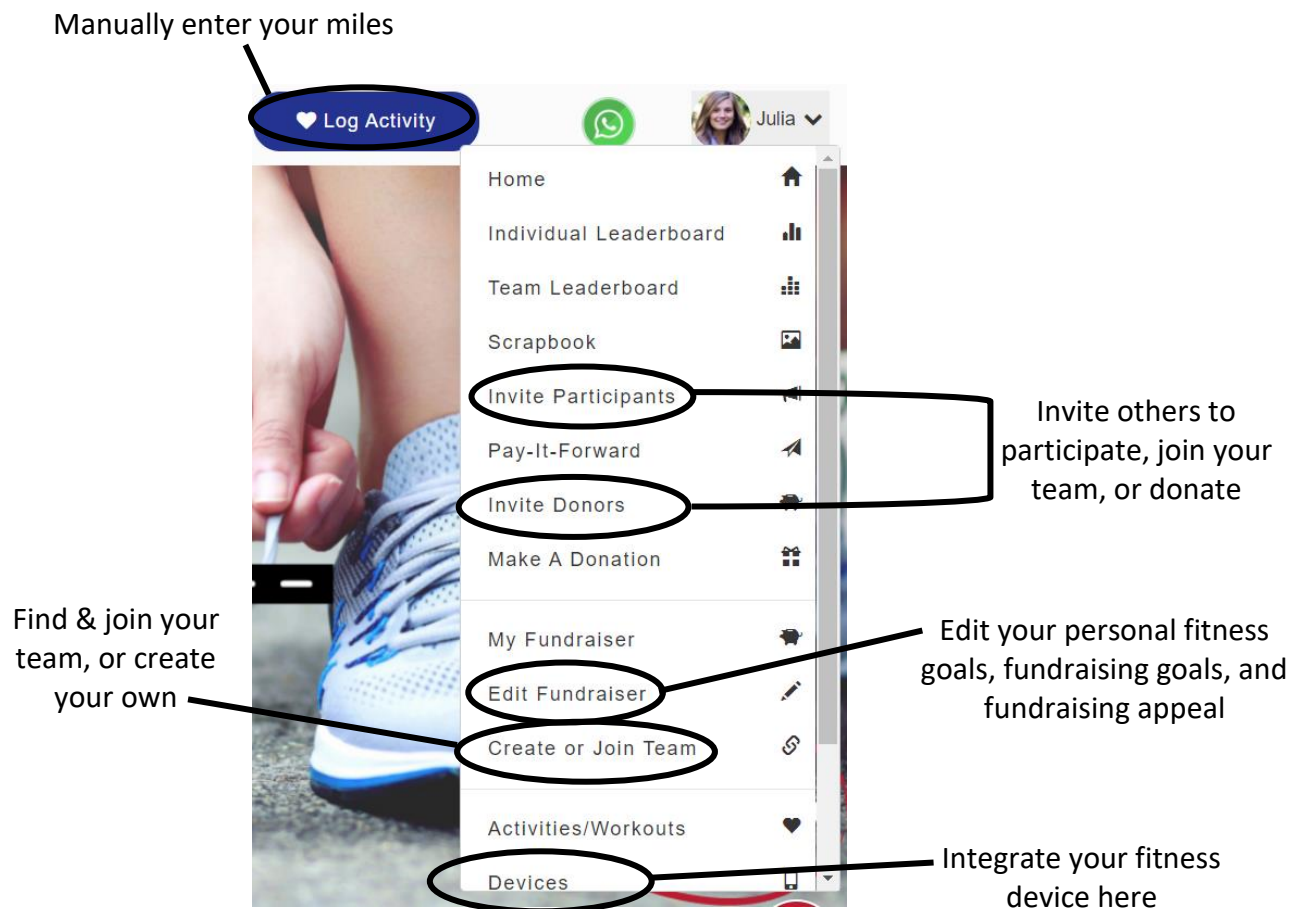 Manually enter your miles
Log Activity
Julia
Home
Individual Leaderboard
Team Leaderboard
Scrapbook
Invite Participants
Pay-It-Forward
Invite Donors
Make A Donation
My Fundraiser
Edit Fundraiser
Create or Join Team
Activities/Workouts
Devices
Invite others to
participate, join your
team, or donate
Find & join your
team, or create
your own
Edit your personal fitness
goals, fundraising goals, and
fundraising appeal
Integrate your fitness
device here